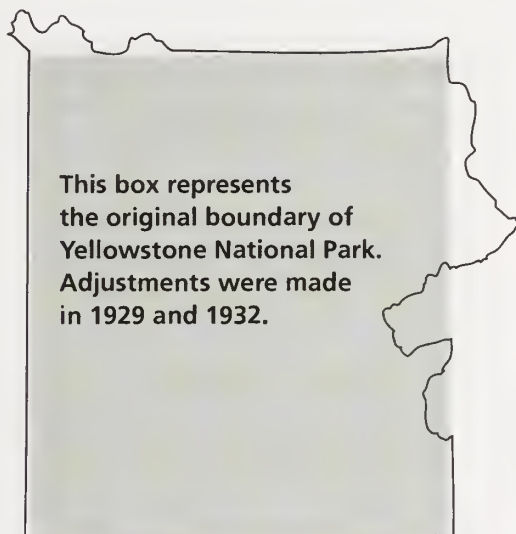 This box represents
the original boundary of
Yellowstone National Park.
Adjustments were made
in 1929 and 1932.